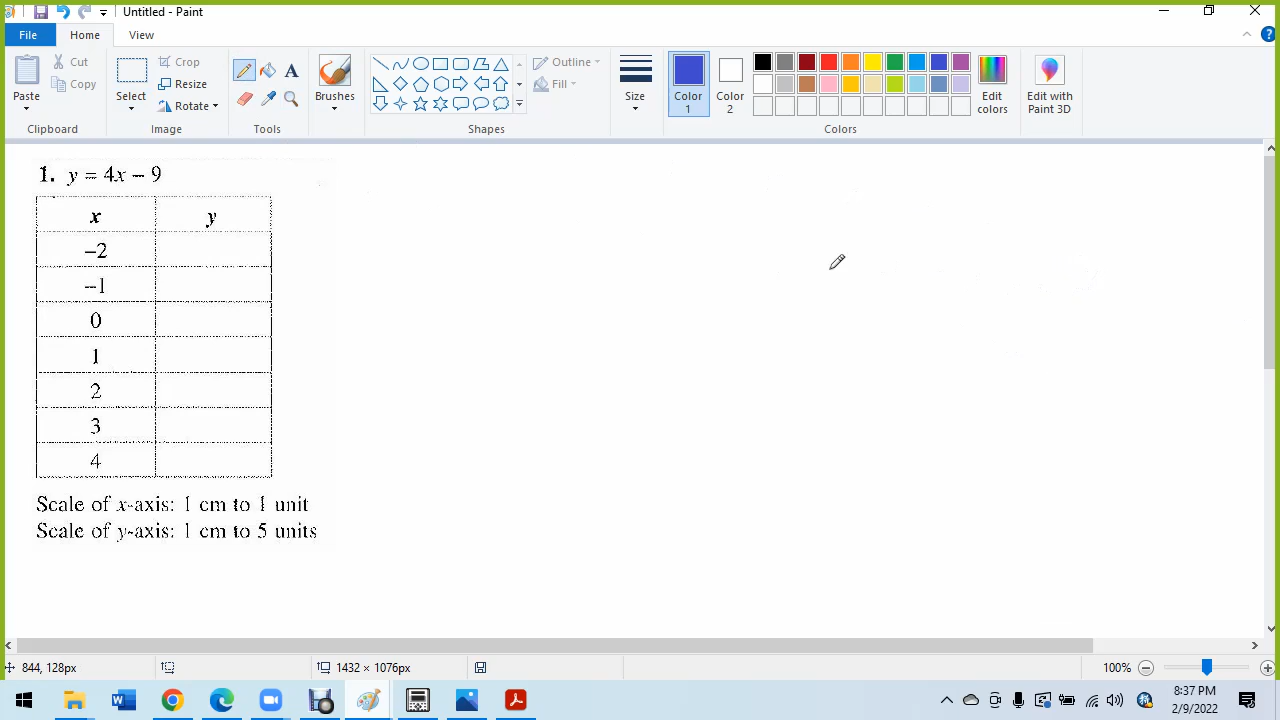 Untitled - Paint
File Home View
Paste
Cut
Copy
Clipboard
Select
Crop
Resize
Rotate
Image
A
Tools
Brushes
Outline
Fill
Shapes
Size
Color 1
Color 2
Edit colors
Colors
Edit with Paint 3D
1. y = 4x − 9
x y
−2
−1
0
1
2
3
4
Scale of x-axis: 1 cm to 1 unit
Scale of y-axis: 1 cm to 5 units
844, 128px 1432 × 1076px 100%
8:37 PM
2/9/2022